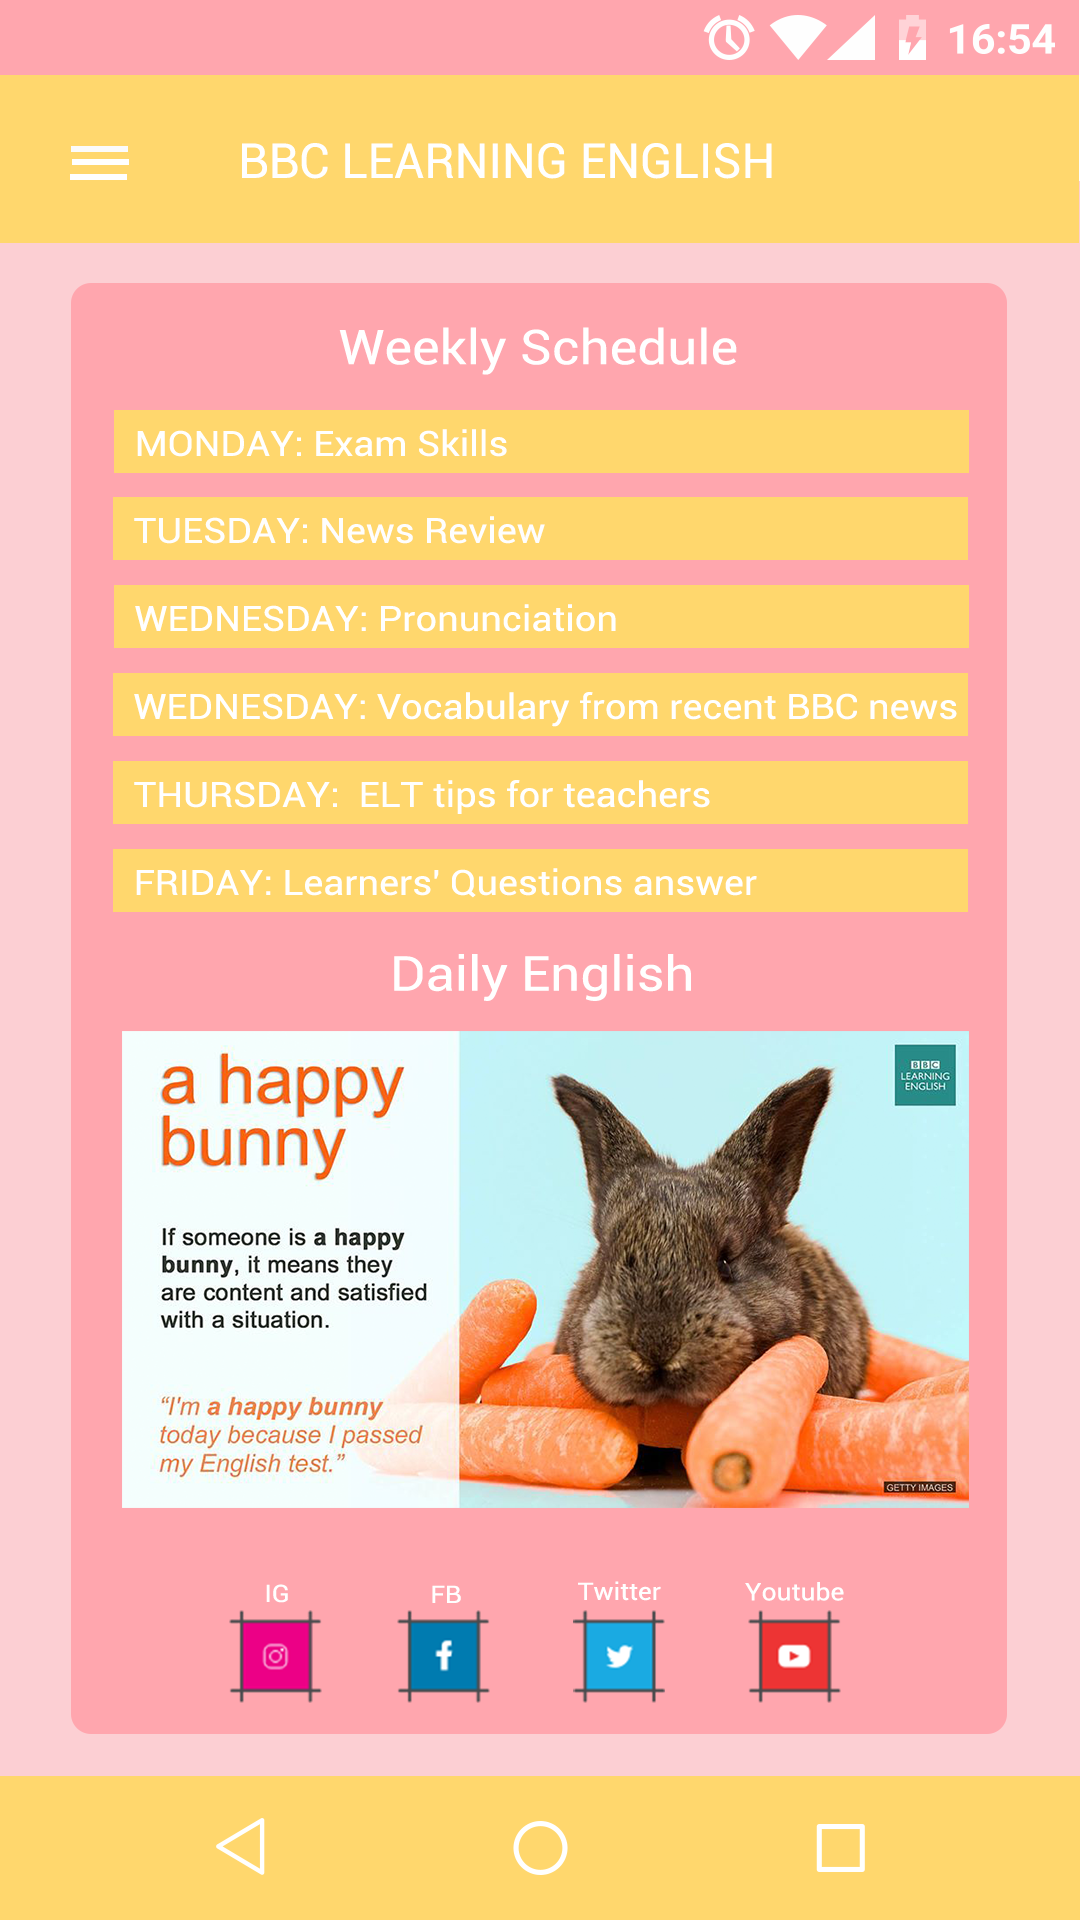 16:54
BBC LEARNING ENGLISH
Weekly Schedule
MONDAY: Exam Skills
TUESDAY: News Review
WEDNESDAY: Pronunciation
WEDNESDAY: Vocabulary from recent BBC news
THURSDAY:  ELT tips for teachers
FRIDAY: Learners' Questions answer
Daily English
a happy
bunny
BBC
LEARNING
ENGLISH
If someone is a happy
bunny, it means they
are content and satisfied
with a situation.
“I'm a happy bunny
today because I passed
my English test.”
GETTY IMAGES
IG FB Twitter Youtube